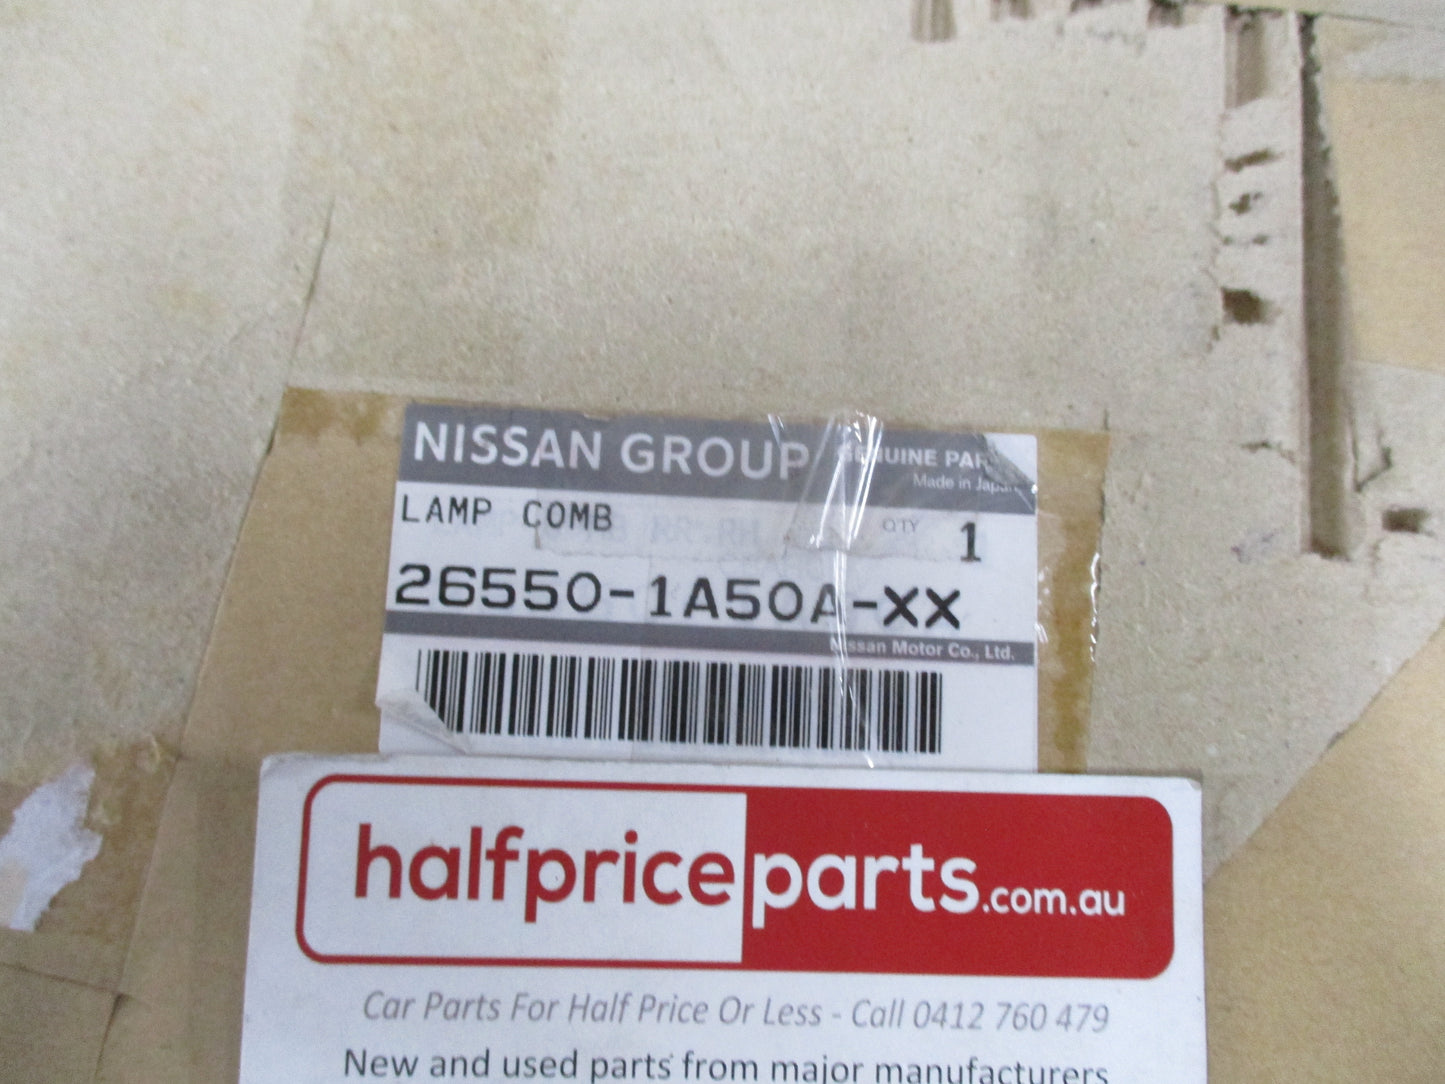 NISSAN GROUP
GENUINE PARTS
Made in Japan
LAMP COMB
QTY 1
26550-1A50A-XX
Nissan Motor Co., Ltd.
halfpriceparts.com.au
Car Parts For Half Price Or Less - Call 0412 760 479
New and used parts from major manufacturers